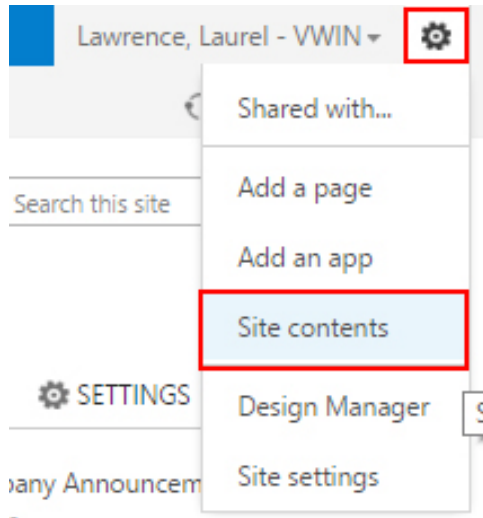 Lawrence, Laurel - VWIN
Shared with...
Search this site
Add a page
Add an app
Site contents
SETTINGS
Design Manager
Site settings